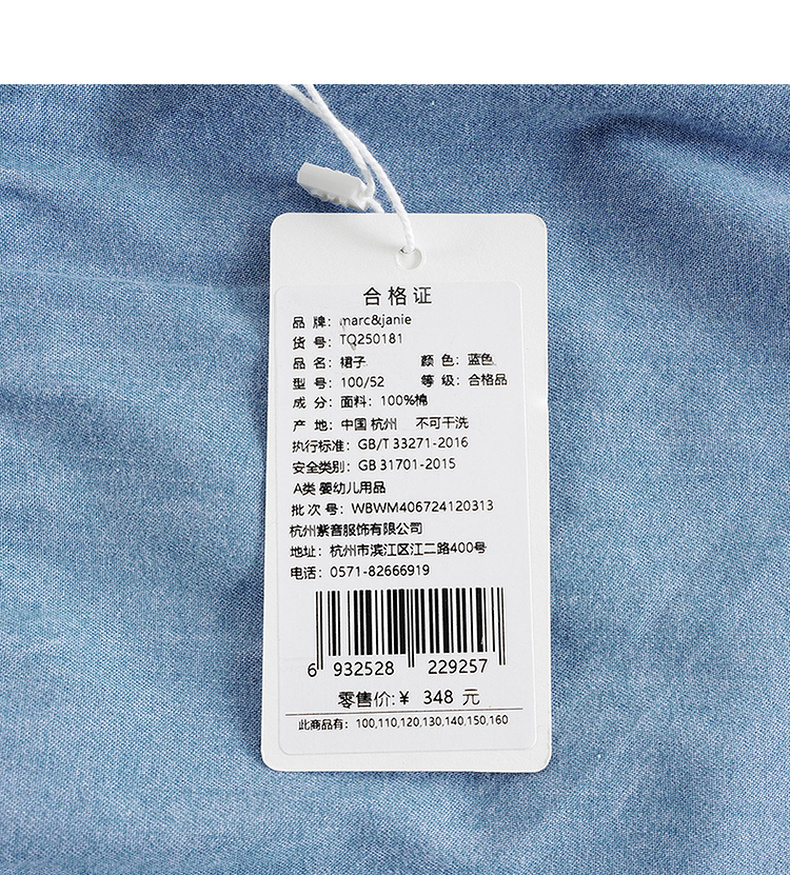 合格证
品 牌：marc&janie
货 号：TQ250181
品 名：裙子 颜 色：蓝色
型 号：100/52 等 级：合格品
成 分：面料：100%棉
产 地：中国 杭州 不可干洗
执行标准：GB/T 33271-2016
安全类别：GB 31701-2015
A类 婴幼儿用品
批 次 号：WBWM406724120313
杭州紫喜服饰有限公司
地址：杭州市滨江区江二路400号
电话：0571-82666919
6 932528 229257
零售价:¥ 348 元
此商品有：100,110,120,130,140,150,160